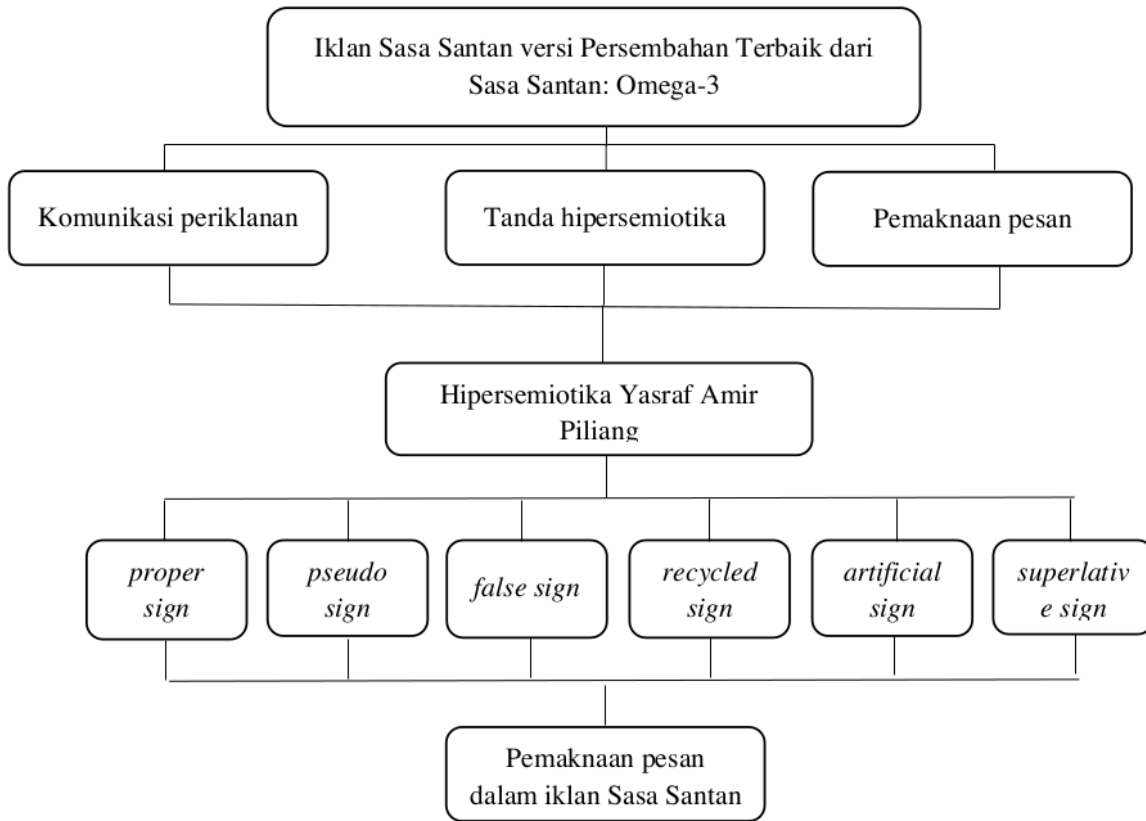 Iklan Sasa Santan versi Persembahan Terbaik dari
Sasa Santan: Omega-3
Komunikasi periklanan
Tanda hipersemiotika
Pemaknaan pesan
Hipersemiotika Yasraf Amir
Piliang
proper
sign
pseudo
sign
false sign
recycled
sign
artificial
sign
superlativ
e sign
Pemaknaan pesan
dalam iklan Sasa Santan